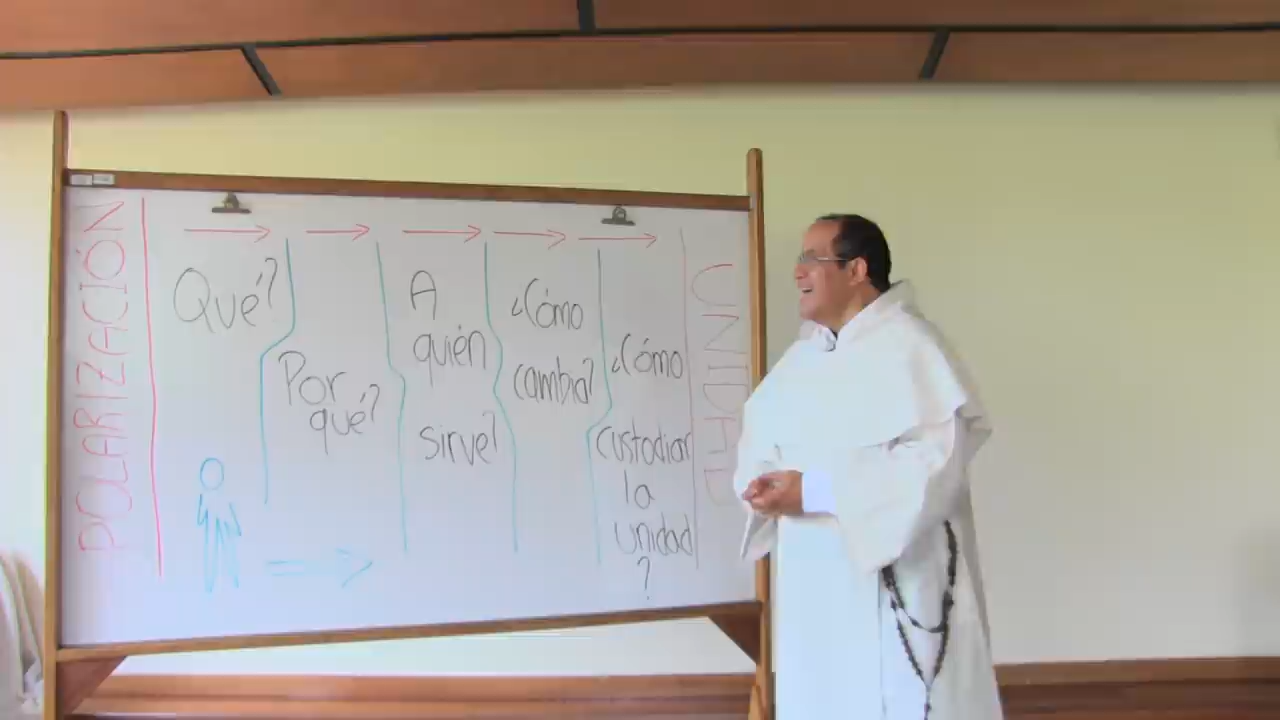 POLARIZACIÓN
Qué?
Por
qué?
A
quién
sirve?
¿Cómo
cambia?
¿Cómo
custodiar
la
unidad
?
UNIDAD